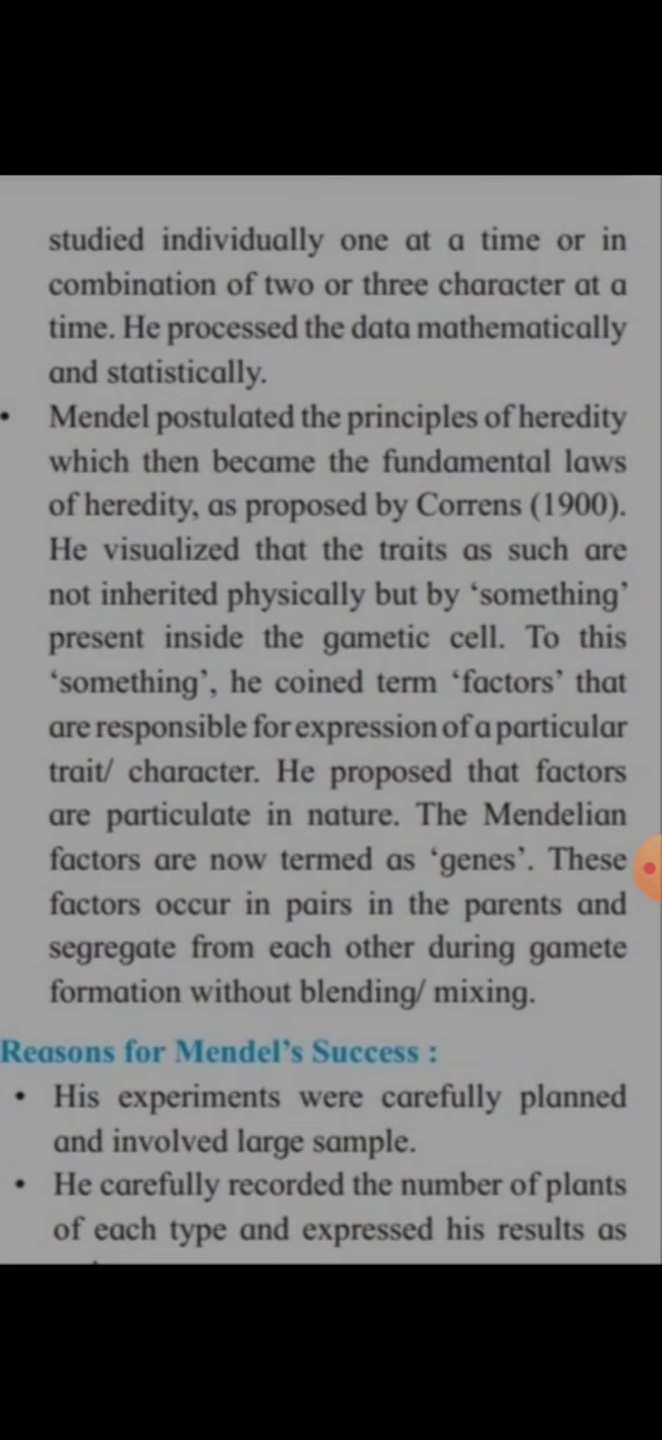 studied individually one at a time or in
combination of two or three character at a
time. He processed the data mathematically
and statistically.
• Mendel postulated the principles of heredity
which then became the fundamental laws
of heredity, as proposed by Correns (1900).
He visualized that the traits as such are
not inherited physically but by ‘something’
present inside the gametic cell. To this
‘something’, he coined term ‘factors’ that
are responsible for expression of a particular
trait/ character. He proposed that factors
are particulate in nature. The Mendelian
factors are now termed as ‘genes’. These
factors occur in pairs in the parents and
segregate from each other during gamete
formation without blending/ mixing.
Reasons for Mendel’s Success :
• His experiments were carefully planned
and involved large sample.
• He carefully recorded the number of plants
of each type and expressed his results as